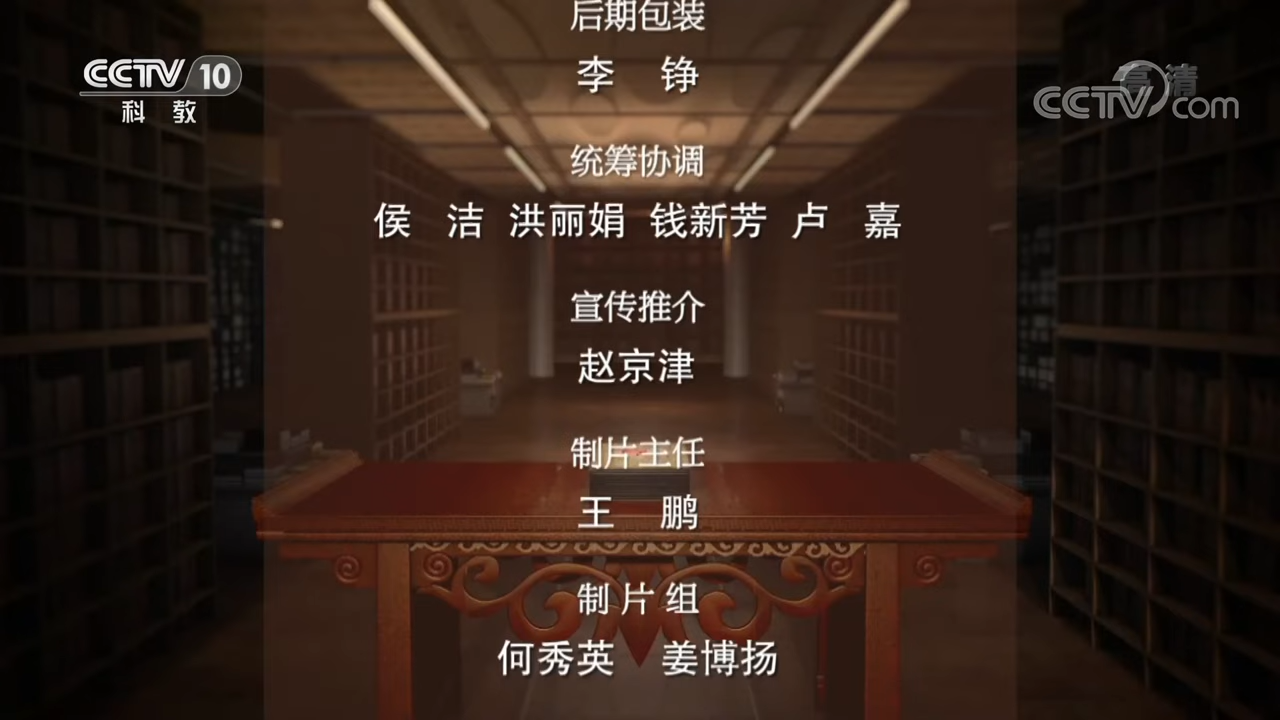 后期包装
CCTV 10
科教
高清
CCTV.com
李 铮
统筹协调
侯 洁 洪丽娟 钱新芳 卢 嘉
宣传推介
赵京津
制片主任
王 鹏
制片组
何秀英 姜博扬